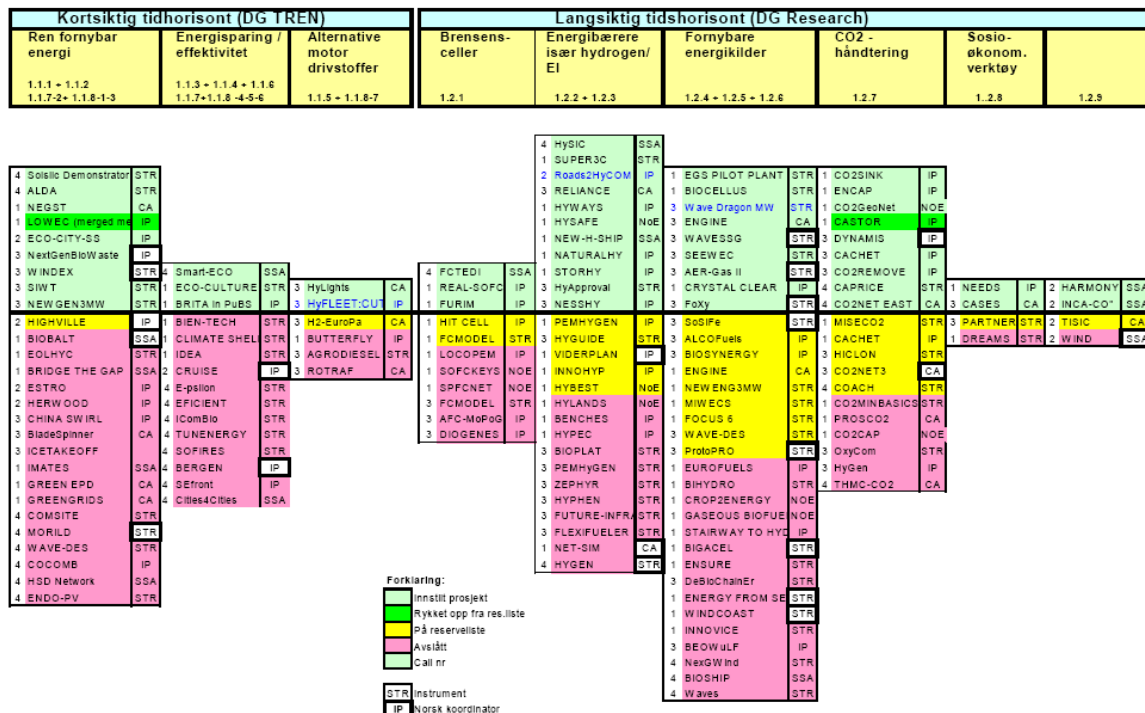 Kortsiktig tidhorisont (DG TREN)
Langsiktig tidshorisont (DG Research)
Ren fornybar
energi
1.1.1 + 1.1.2
1.1.7-2+ 1.1.8-1-3
Energisparing /
effektivitet
1.1.3 + 1.1.4 + 1.1.6
1.1.7+1.1.8 -4-5-6
Alternative
motor
drivstoffer
1.1.5 + 1.1.8-7
Brensens-
celler
1.2.1
Energibærere
især hydrogen/
El
1.2.2 + 1.2.3
Fornybare
energikilder
1.2.4 + 1.2.5 + 1.2.6
CO2 -
håndtering
1.2.7
Sosio-
økonom.
verktøy
1..2.8
1.2.9
4 Solsilc Demonstrator STR
4 ALDA STR
1 NEGST CA
1 LOWEC (merged me IP
2 ECO-CITY-SS IP
3 NextGenBioWaste IP
3 WINDEX STR
3 SIWT STR
3 NEWGEN3MW STR
2 HIGHVILLE IP
1 BIOBALT SSA
1 EOLHYC STR
1 BRIDGE THE GAP SSA
2 ESTRO IP
2 HERWOOD IP
3 CHINA SWIRL IP
3 BladeSpinner CA
3 ICETAKEOFF
1 IMATES SSA
1 GREEN EPD CA
1 GREENGRIDS CA
4 COMSITE STR
4 MORILD STR
4 WAVE-DES STR
4 COCOMB IP
4 HSD Network SSA
4 ENDO-PV STR
4 Smart-ECO SSA
1 ECO-CULTURE STR
1 BRITA in PuBS IP
1 BIEN-TECH STR
1 CLIMATE SHEL STR
1 IDEA STR
2 CRUISE IP
4 E-psilon STR
4 EFICIENT STR
4 IComBio STR
4 TUNENERGY STR
4 SOFIRES STR
4 BERGEN IP
4 SEfront IP
4 Cities4Cities SSA
3 HyLights CA
3 HyFLEET:CUT IP
3 H2-EuroPa CA
1 BUTTERFLY IP
3 AGRODIESEL STR
3 ROTRAF CA
4 FCTEDI SSA
1 REAL-SOFC IP
1 FURIM IP
1 HIT CELL IP
1 FCMODEL STR
1 LOCOPEM IP
1 SOFCKEYS NOE
1 SPFCNET NOE
3 FCMODEL STR
3 AFC-MoPoG IP
3 DIOGENES IP
4 HySIC SSA
1 SUPER3C STR
2 Roads2HyCOM IP
3 RELIANCE CA
1 HYWAYS IP
1 HYSAFE NoE
1 NEW-H-SHIP SSA
1 NATURALHY IP
1 STORHY IP
3 HyApproval STR
3 NESSHY IP
1 PEMHYGEN IP
3 HYGUIDE STR
1 VIDERPLAN IP
1 INNOHYP IP
1 HYBEST NoE
1 HYLANDS NoE
1 BENCHES IP
1 HYPEC IP
3 BIOPLAT STR
3 PEMHyGEN STR
3 ZEPHYR STR
3 HYPHEN STR
3 FUTURE-INFRA STR
3 FLEXIFUELER STR
1 NET-SIM CA
4 HYGEN STR
1 EGS PILOT PLANT STR
1 BIOCELLUS STR
3 Wave Dragon MW STR
3 ENGINE CA
3 WAVESSG STR
3 SEEWEC STR
3 AER-Gas II STR
1 CRYSTAL CLEAR IP
3 FoXy STR
3 SoSiFe STR
3 ALCOFuels IP
3 BIOSYNERGY IP
1 ENGINE CA
1 NEWENG3MW STR
1 MIWECS STR
1 FOCUS 6 STR
3 WAVE-DES STR
3 ProtoPRO STR
1 EUROFUELS IP
1 BIHYDRO STR
1 CROP2ENERGY NOE
1 GASEOUS BIOFUE NOE
1 STAIRWAY TO HYD IP
1 BIGACEL STR
1 ENSURE STR
3 DeBioChainEr STR
1 ENERGY FROM SE STR
1 WINDCOAST STR
1 INNOVICE STR
3 BEOWuLF IP
4 NexGWind STR
4 BIOSHIP SSA
4 Waves STR
1 CO2SINK IP
1 ENCAP IP
1 CO2GeoNet NOE
1 CASTOR IP
3 DYNAMIS IP
3 CACHET IP
3 CO2REMOVE IP
4 CAPRICE STR
4 CO2NET EAST CA
1 MISECO2 STR
1 CACHET IP
3 HICLON STR
3 CO2NET3 CA
4 COACH STR
1 CO2MINBASICS STR
1 PROSCO2 CA
1 CO2CAP NOE
3 OxyCom STR
3 HyGen IP
4 THMC-CO2 CA
1 NEEDS IP
3 CASES CA
3 PARTNER STR
1 DREAMS STR
2 HARMONY SSA
2 INCA-CO" SSA
2 TISIC CA
2 WIND SSA
Forklaring:
Innstilt prosjekt
Rykket opp fra res.liste
På reserveliste
Avslått
Call nr
STR Instrument
IP Norsk koordinator